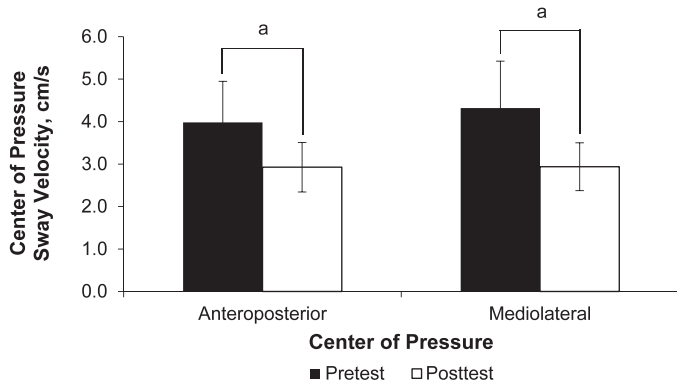 a
a
6.0
5.0
4.0
3.0
2.0
1.0
0.0
Center of Pressure
Sway Velocity, cm/s
Anteroposterior
Mediolateral
Center of Pressure
Pretest
Posttest